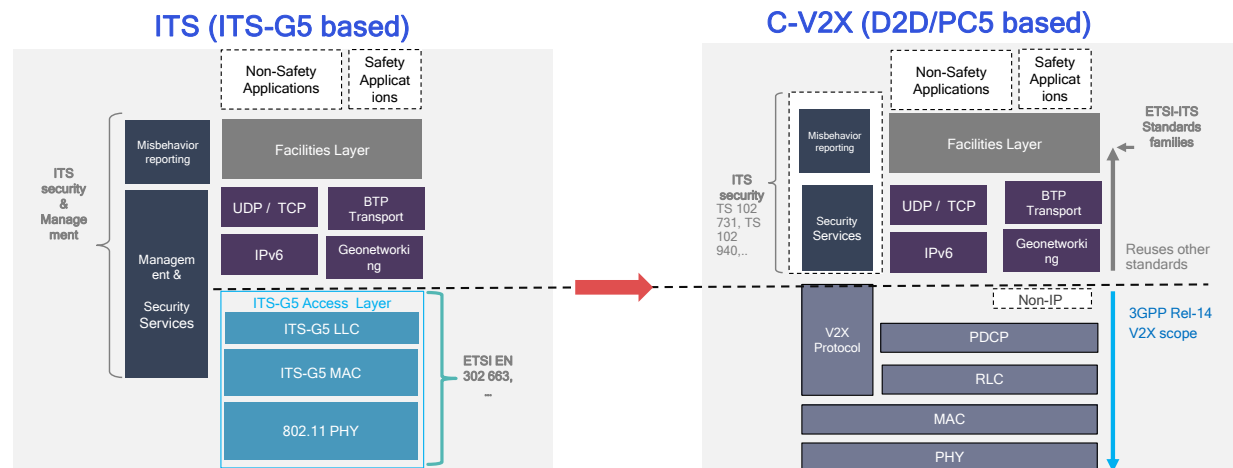 ITS (ITS-G5 based)
Non-Safety
Applications
Safety
Applicat
ions
ITS
security
&
Manage
ment
Misbehavior
reporting
Facilities Layer
Managem
ent &
Security
Services
UDP / TCP
BTP
Transport
IPv6
Geonetworki
ng
ITS-G5 Access Layer
ITS-G5 LLC
ITS-G5 MAC
802.11 PHY
ETSI EN
302 663,
..
C-V2X (D2D/PC5 based)
Non-Safety
Applications
Safety
Applicat
ions
ITS
security
TS 102
731, TS
102
940,..
Misbehavior
reporting
Facilities Layer
Security
Services
UDP / TCP
BTP
Transport
IPv6
Geonetworki
ng
ETSI-ITS
Standards
families
Reuses other
standards
Non-IP
V2X
Protocol
PDCP
RLC
MAC
PHY
3GPP Rel-14
V2X scope